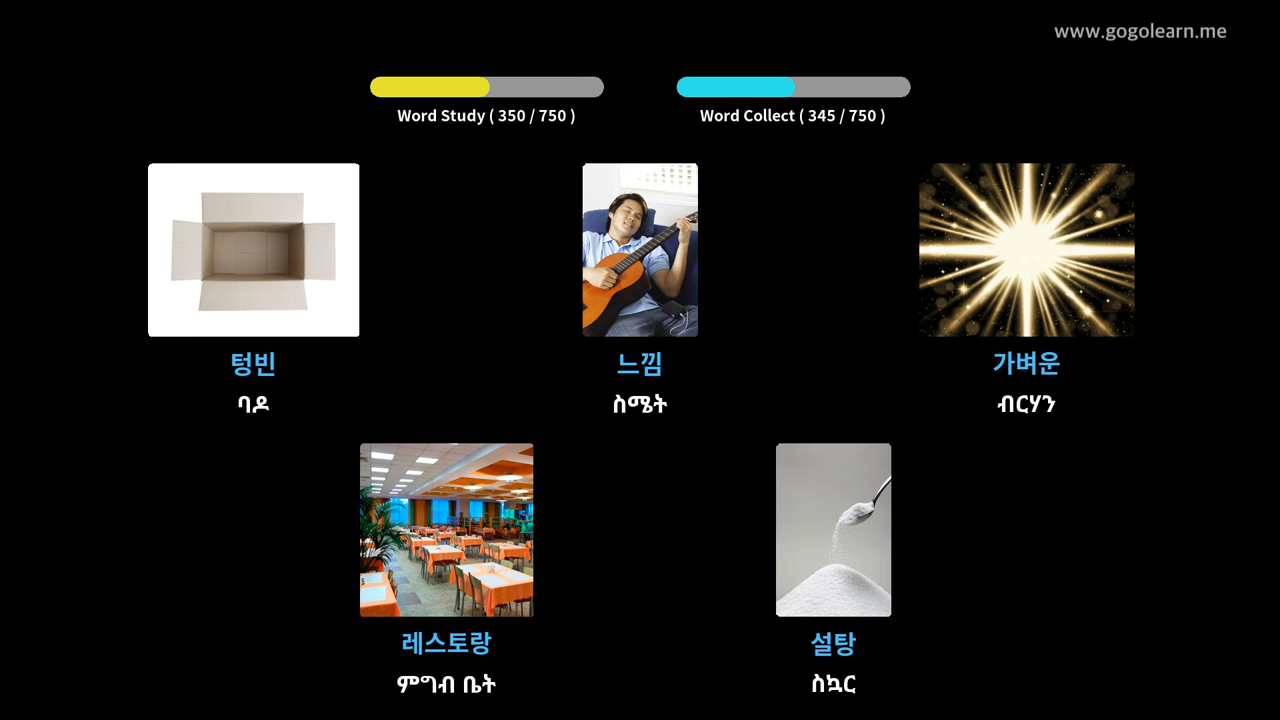 www.gogolearn.me
Word Study ( 350 / 750 )
Word Collect ( 345 / 750 )
텅빈
ባዶ
느낌
ስሜት
가벼운
ብርሃን
레스토랑
ምግብ ቤት
설탕
ስኳር